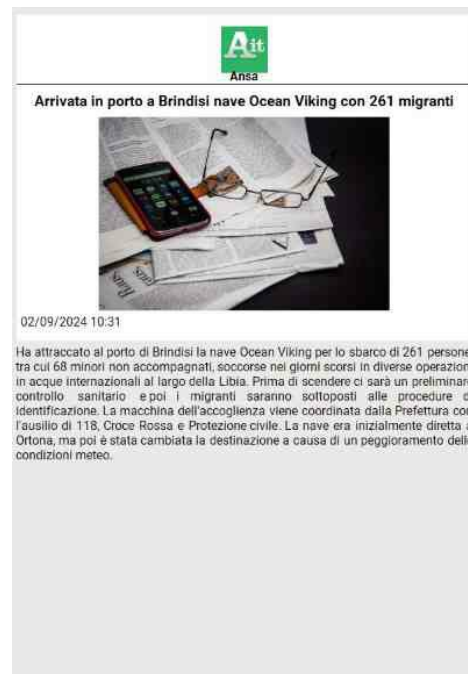 Ait
Ansa
Arrivata in porto a Brindisi nave Ocean Viking con 261 migranti
02/09/2024 10:31
Ha attraccato al porto di Brindisi la nave Ocean Viking per lo sbarco di 261 persone
tra cui 68 minori non accompagnati, soccorse nei giorni scorsi in diverse operazion
in acque internazionali al largo della Libia. Prima di scendere ci sarà un preliminar
controllo sanitario e poi i migranti saranno sottoposti alle procedure d
identificazione. La macchina dell'accoglienza viene coordinata dalla Prefettura con
l'ausilio di 118, Croce Rossa e Protezione civile. La nave era inizialmente diretta a
Ortona, ma poi è stata cambiata la destinazione a causa di un peggioramento dell
condizioni meteo.